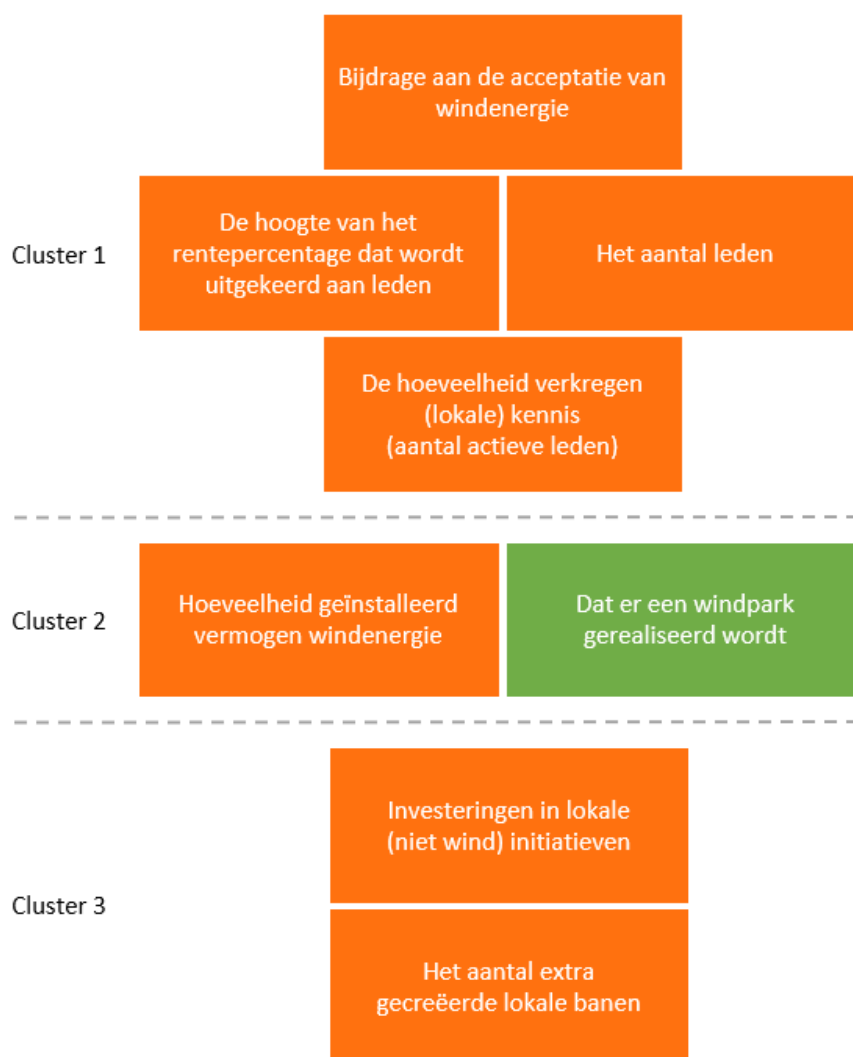 Bijdrage aan de acceptatie van
windenergie
Cluster 1
De hoogte van het
rentepercentage dat wordt
uitgekeerd aan leden
Het aantal leden
De hoeveelheid verkregen
(lokale) kennis
(aantal actieve leden)
Cluster 2
Hoeveelheid geïnstalleerd
vermogen windenergie
Dat er een windpark
gerealiseerd wordt
Investeringen in lokale
(niet wind) initiatieven
Cluster 3
Het aantal extra
gecreëerde lokale banen